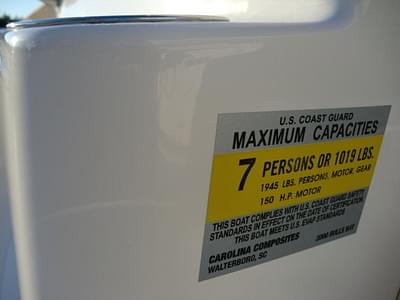 U.S. COAST GUARD
MAXIMUM CAPACITIES
7 PERSONS OR 1019 LBS.
1945 LBS. PERSONS, MOTOR, GEAR
150 H.P. MOTOR
THIS BOAT COMPLIES WITH U.S. COAST GUARD SAFETY
STANDARDS IN EFFECT ON THE DATE OF CERTIFICATION
THIS BOAT MEETS U.S. EVAP STANDARDS
CAROLINA COMPOSITES 
WALTERBORO, SC